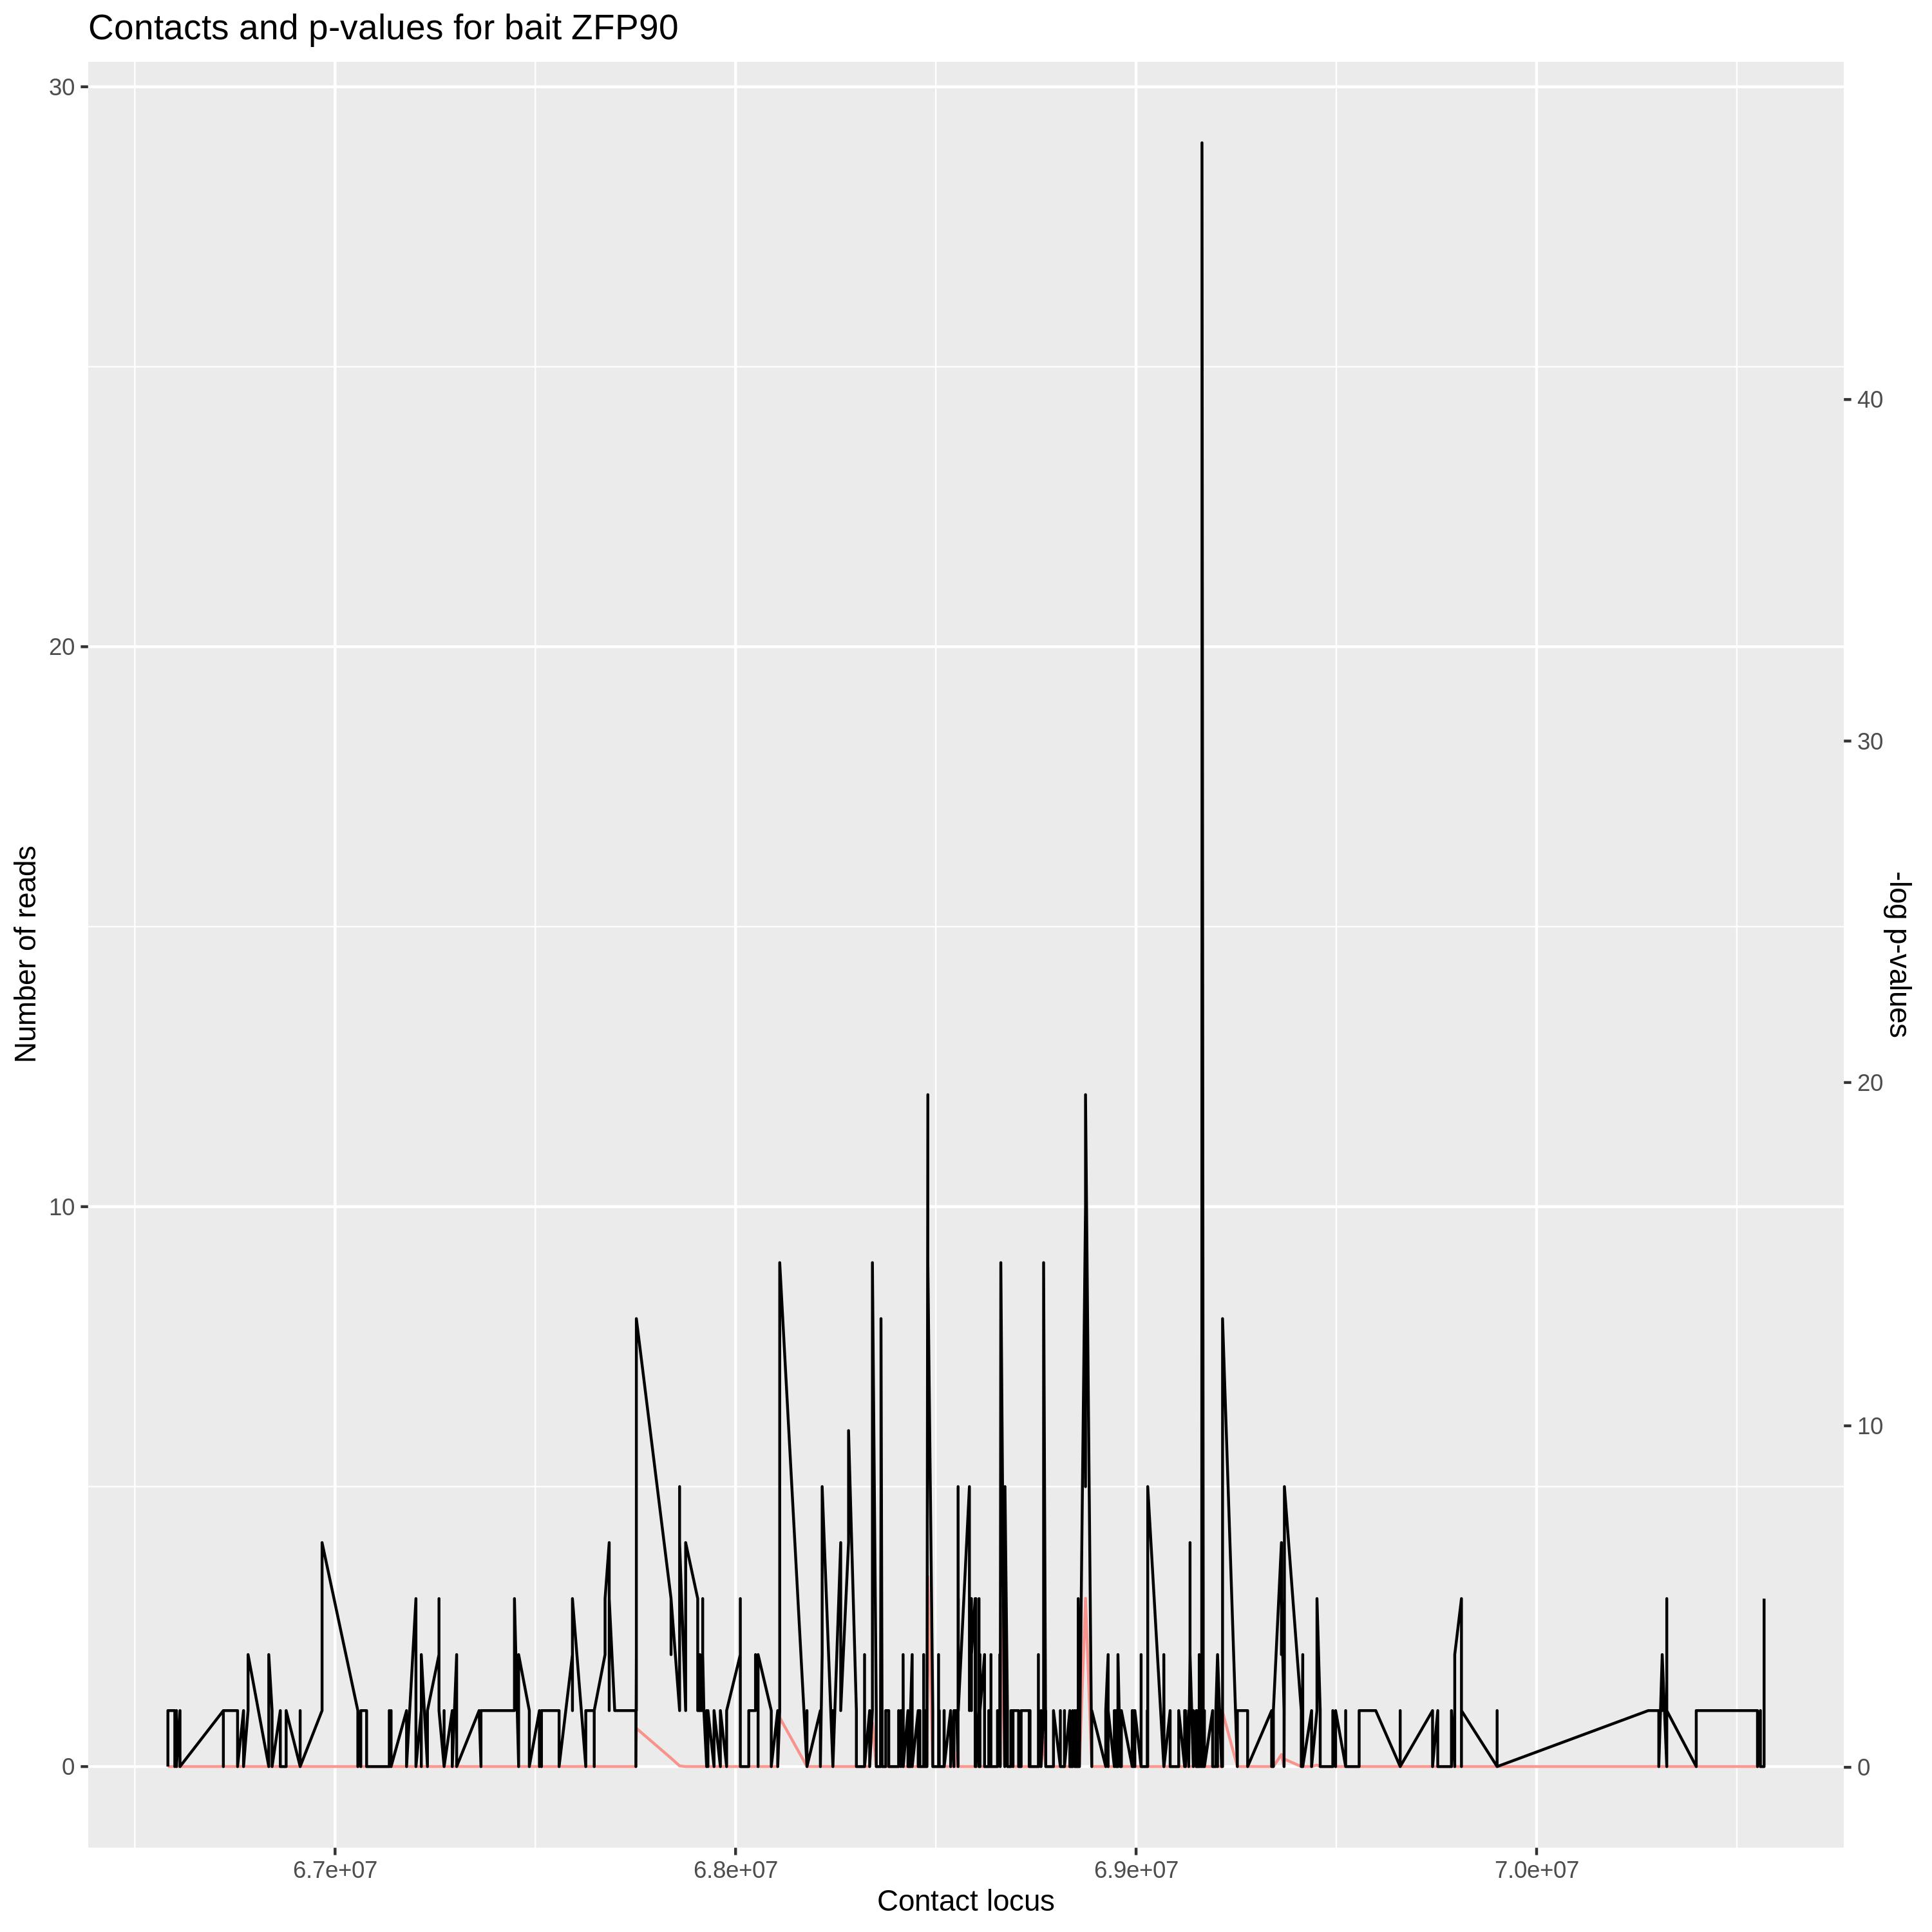 Contacts and p-values for bait ZFP90
30
20
10
0
Number of reads
40
30
20
10
0
-log p-values
6.7e+07
6.8e+07
6.9e+07
7.0e+07
Contact locus